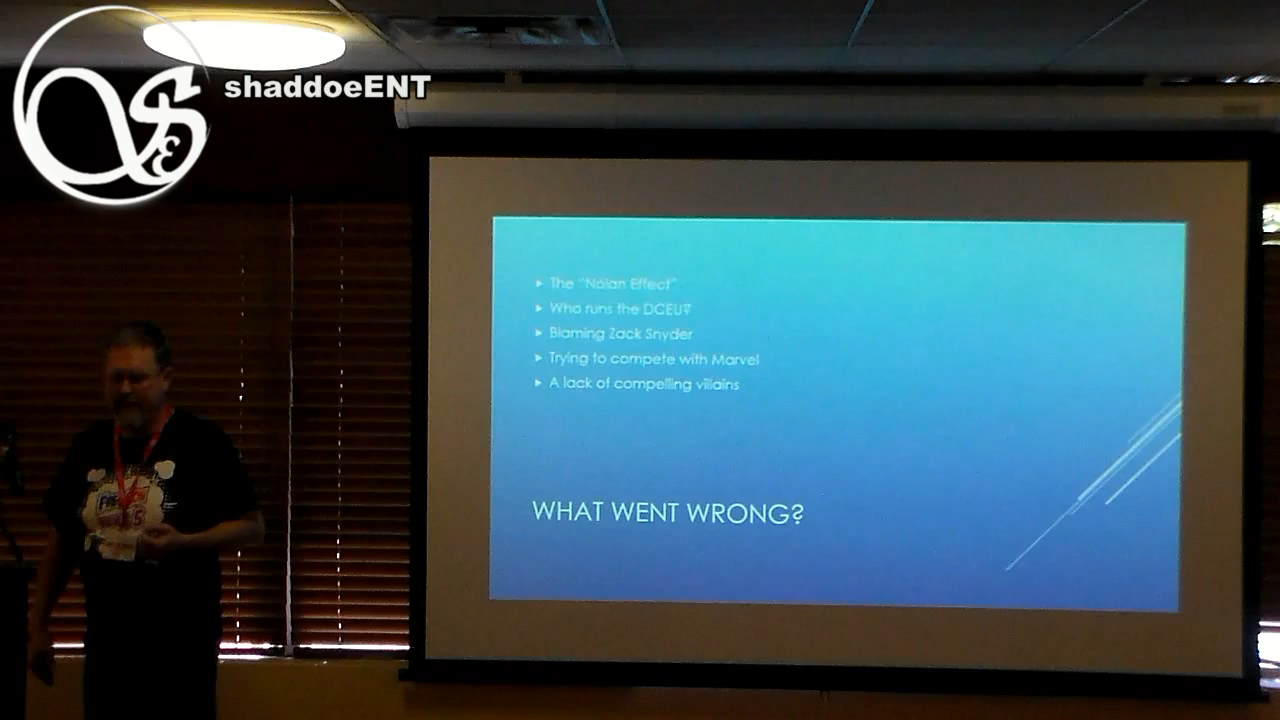 shaddoeENT
The "Nolan Effect"
Who runs the DCEU?
Blaming Zack Snyder
Trying to compete with Marvel
A lack of compelling villains
WHAT WENT WRONG?